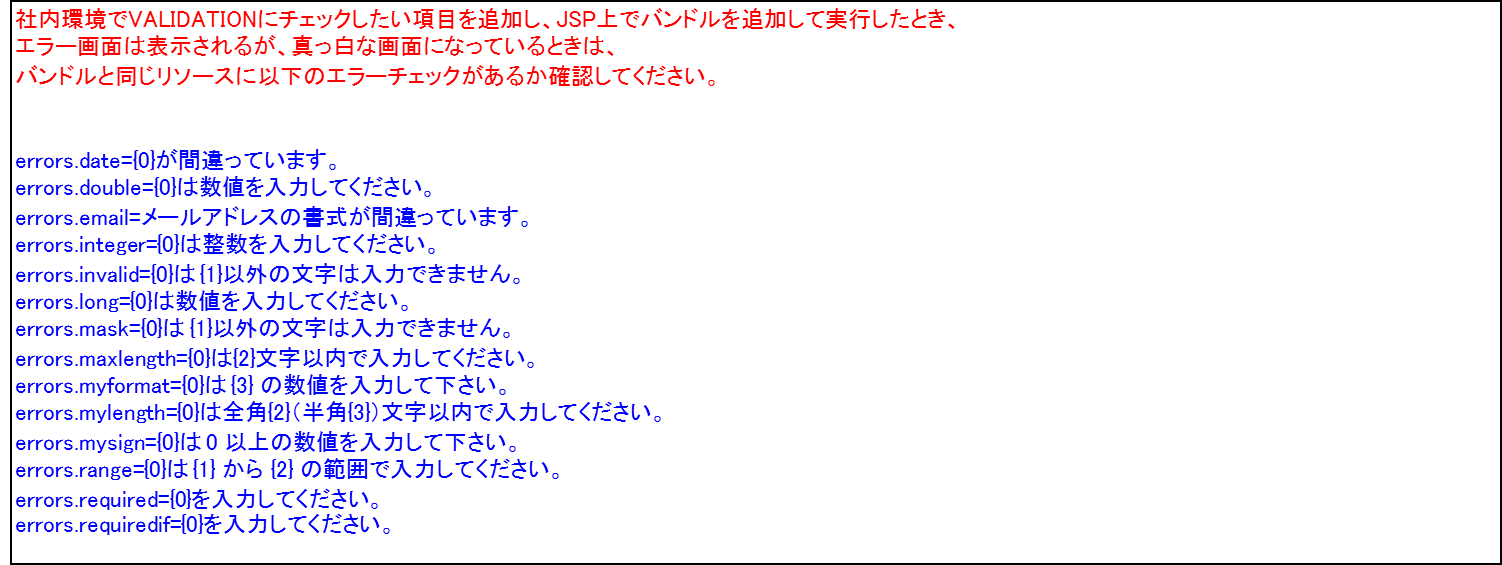 社内環境でVALIDATIONにチェックしたい項目を追加し、JSP上でバンドルを追加して実行したとき、
エラー画面は表示されるが、真っ白な画面になっているときは、
バンドルと同じリソースに以下のエラーチェックがあるか確認してください。
errors.date={0}が間違っています。
errors.double={0}は数値を入力してください。
errors.email=メールアドレスの書式が間違っています。
errors.integer={0}は整数を入力してください。
errors.invalid={0}は{1}以外の文字は入力できません。
errors.long={0}は数値を入力してください。
errors.mask={0}は{1}以外の文字は入力できません。
errors.maxlength={0}は{2}文字以内で入力してください。
errors.myformat={0}は{3} の数値を入力して下さい。
errors.mylength={0}は全角{2}(半角{3})文字以内で入力してください。
errors.mysign={0}は 0 以上の数値を入力して下さい。
errors.range={0}は{1} から {2} の範囲で入力してください。
errors.required={0}を入力してください。
errors.requiredif={0}を入力してください。